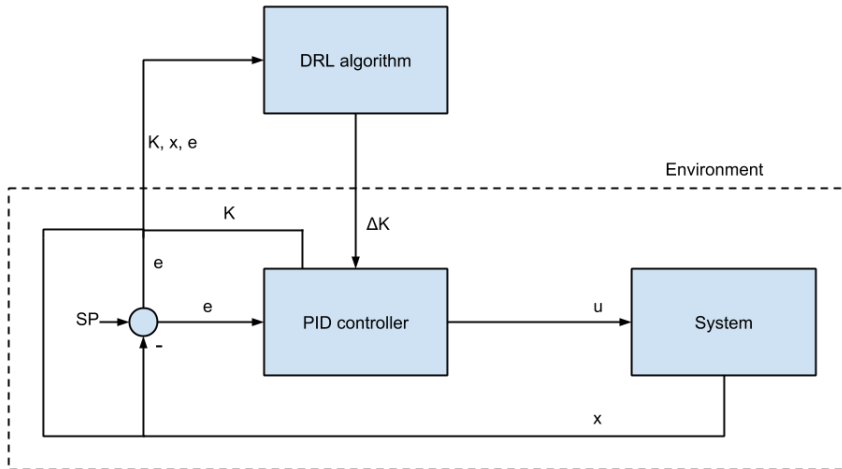 DRL algorithm
K, x, e
Environment
K
ΔK
e
SP
e
PID controller
u
System
-
x